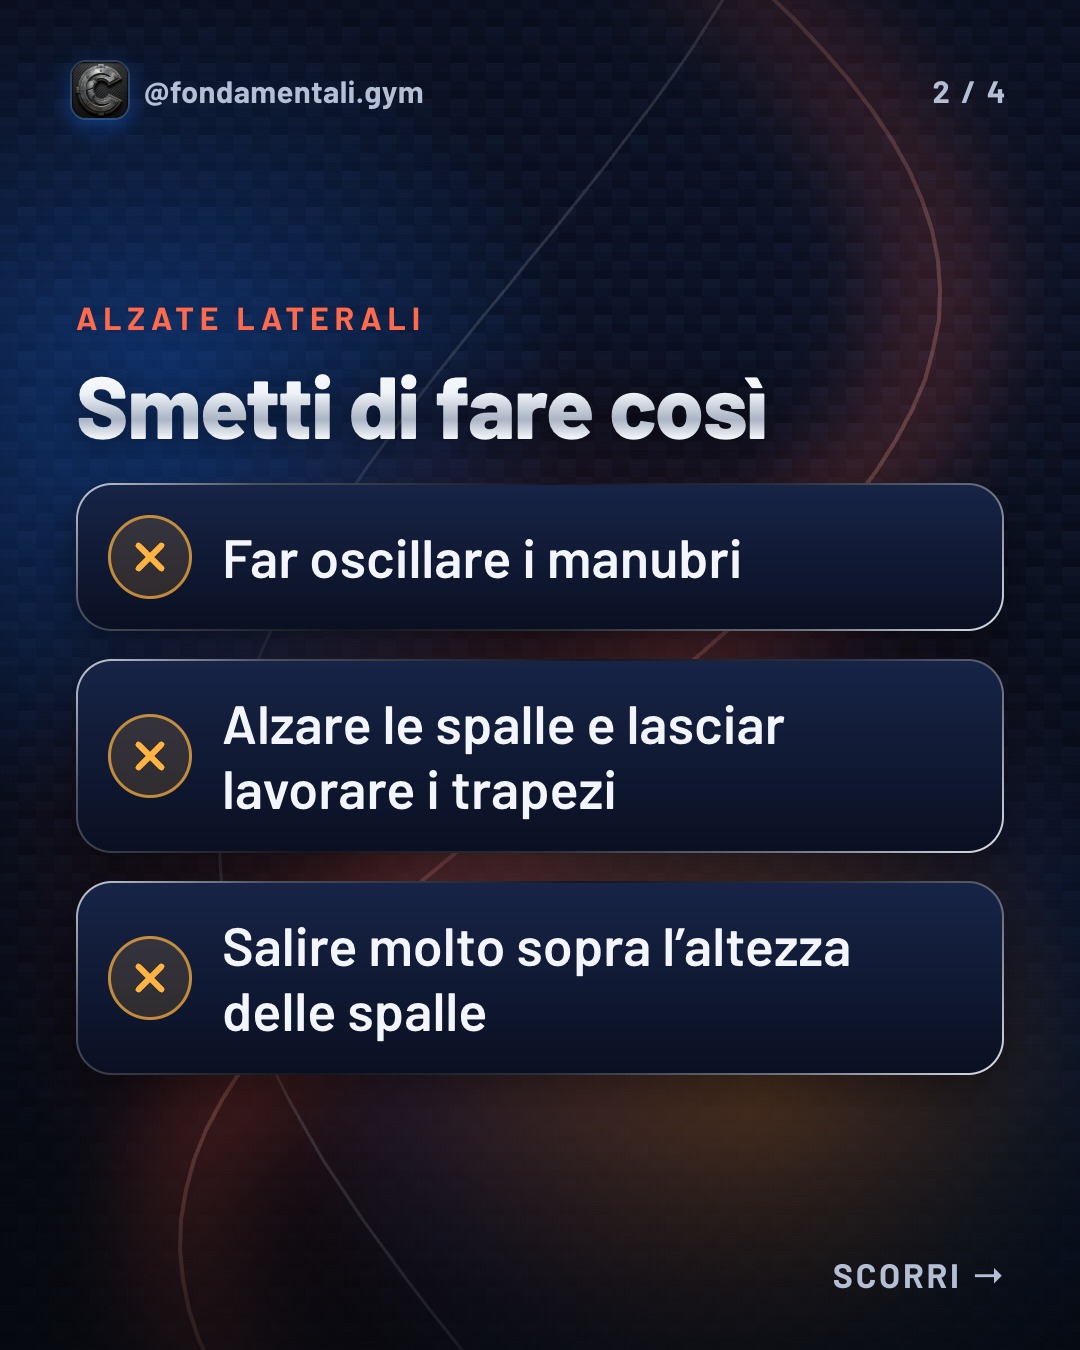 @fondamentali.gym
2 / 4
ALZATE LATERALI
Smetti di fare così
Far oscillare i manubri
Alzare le spalle e lasciar
lavorare i trapezi
Salire molto sopra l’altezza
delle spalle
SCORRI →